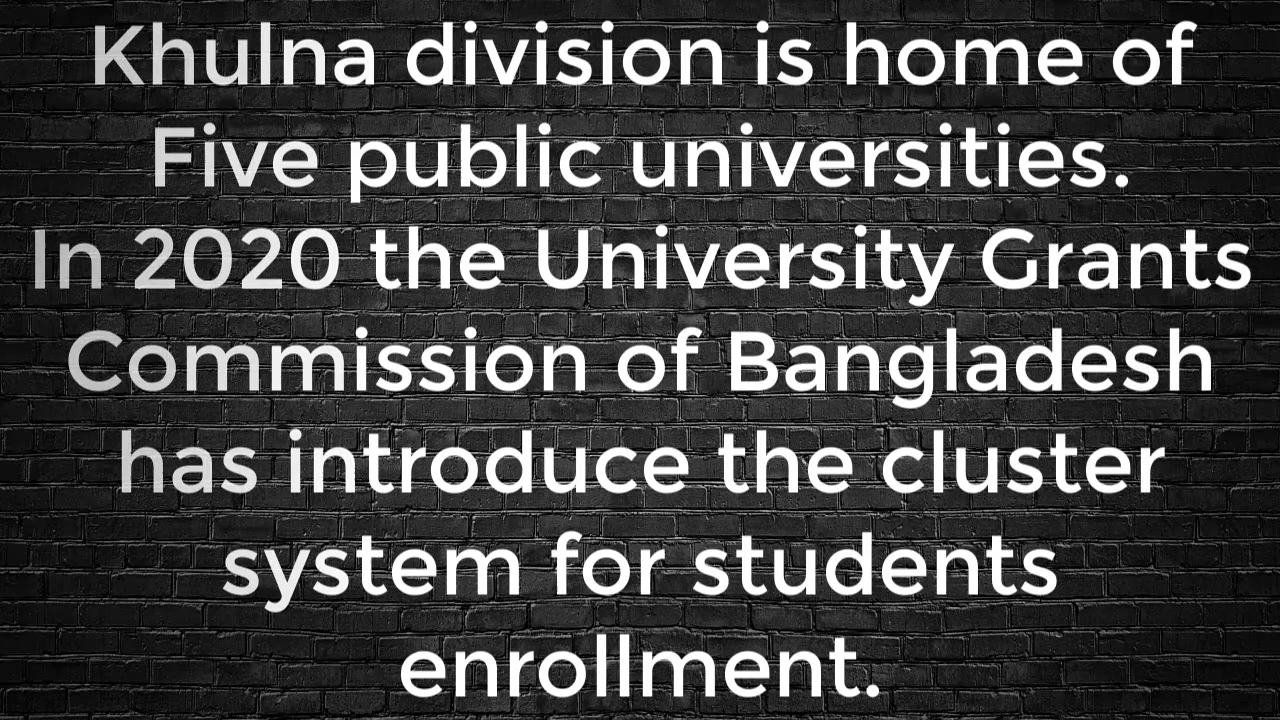 Khulna division is home of
Five public universities.
In 2020 the University Grants
Commission of Bangladesh
has introduce the cluster
system for students
enrollment.